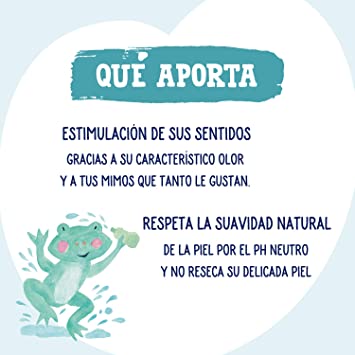 QUÉ APORTA
ESTIMULACIÓN DE SUS SENTIDOS
GRACIAS A SU CARACTERÍSTICO OLOR
Y A TUS MIMOS QUE TANTO LE GUSTAN.
RESPETA LA SUAVIDAD NATURAL
DE LA PIEL POR EL PH NEUTRO
Y NO RESECA SU DELICADA PIEL